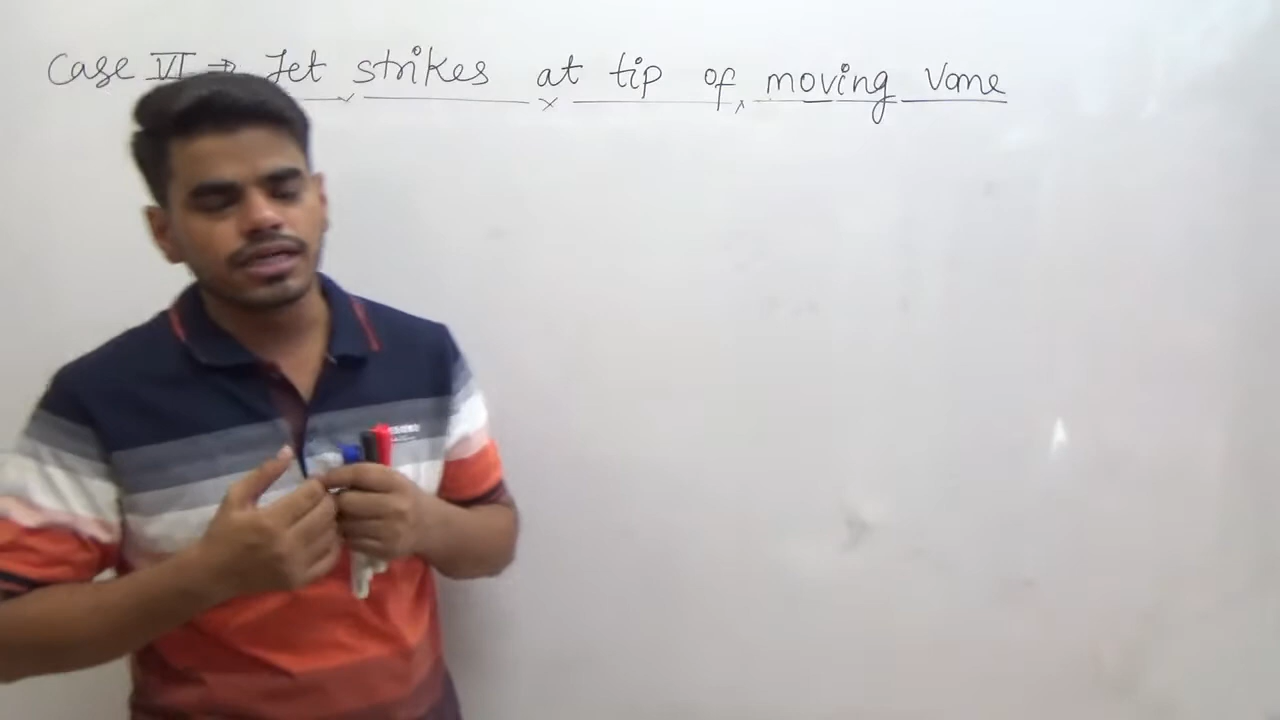 Case VI → Jet strikes at tip of moving Vane